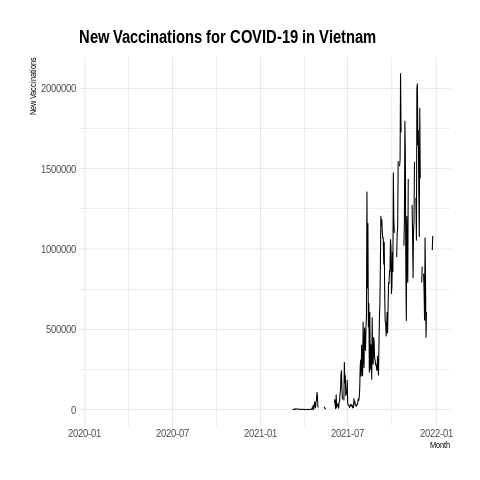 New Vaccinations for COVID-19 in Vietnam
New Vaccinations
2000000
1500000
1000000
500000
0
2020-01 2020-07 2021-01 2021-07 2022-01
Month